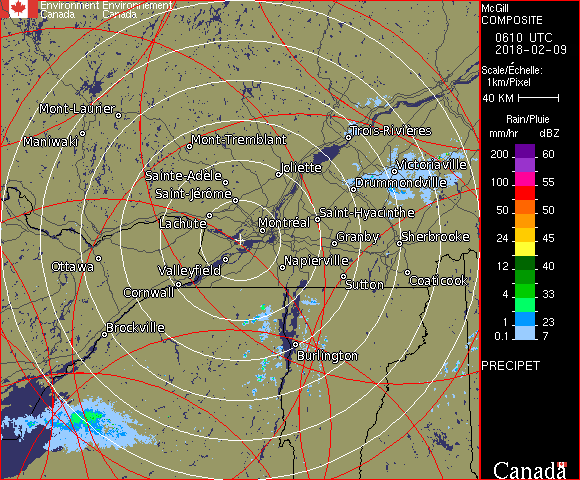 Environment Environnement
Canada Canada
McGill
COMPOSITE
0610 UTC
2018-02-09
Scale/Échelle:
1km/Pixel
40 KM
Rain/Pluie
mm/hr dBZ
200 60
150 57
100 55
50 50
24 45
12 40
4 33
1 23
0.1 7
PRECIPET
Canada
Mont-Laurier
Maniwaki
Mont-Tremblant
Trois-Rivières
Joliette
Victoriaville
Sainte-Adèle
Drummondville
Saint-Jérôme
Lachute
Montréal
Saint-Hyacinthe
Granby
Sherbrooke
Ottawa
Valleyfield
Napierville
Sutton
Coaticook
Cornwall
Brockville
Burlington